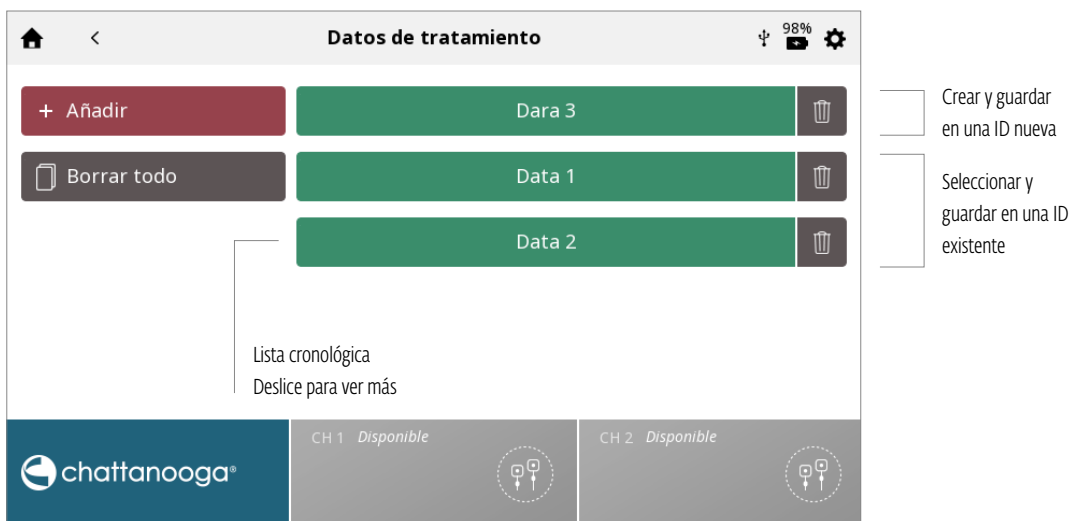 Datos de tratamiento
98%
+ Añadir
Dara 3
Crear y guardar
en una ID nueva
Borrar todo
Data 1
Seleccionar y
guardar en una ID
existente
Data 2
Lista cronológica
Deslice para ver más
chattanooga®
CH 1 Disponible
CH 2 Disponible